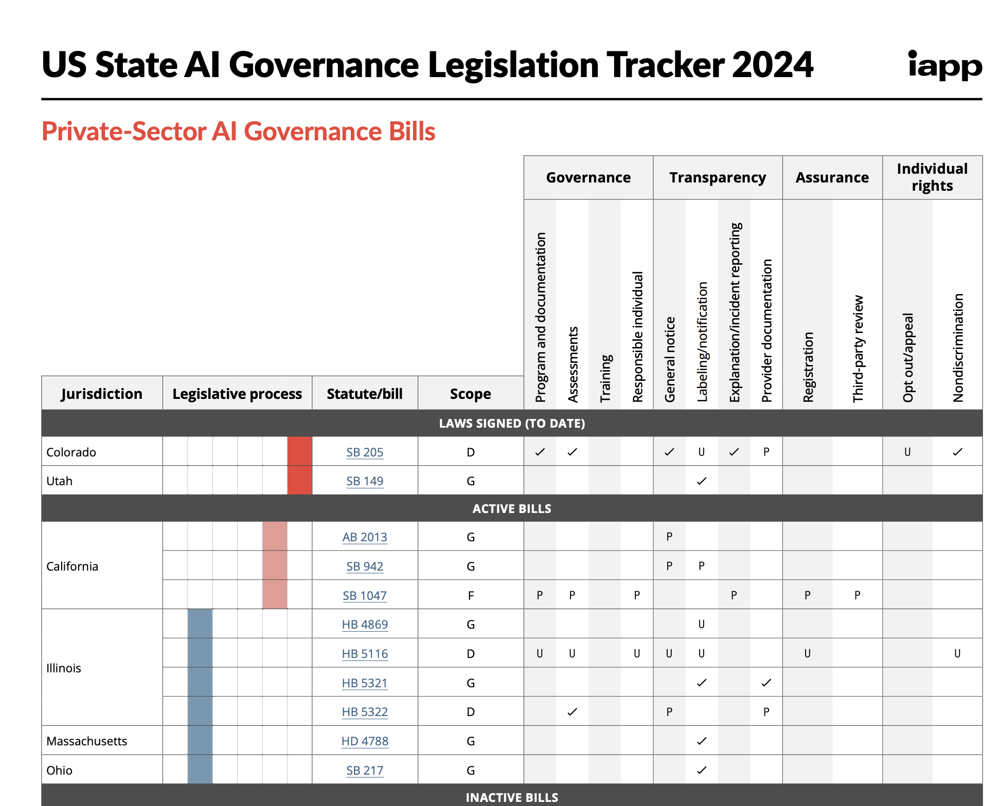 US State AI Governance Legislation Tracker 2024
iapp
Private-Sector AI Governance Bills
Governance Transparency Assurance Individual rights
Program and documentation
Assessments
Training
Responsible individual
General notice
Labeling/notification
Explanation/incident reporting
Provider documentation
Registration
Third-party review
Opt out/appeal
Nondiscrimination
Jurisdiction Legislative process Statute/bill Scope
LAWS SIGNED (TO DATE)
Colorado SB 205 D ✓ ✓ ✓ U ✓ P U ✓
Utah SB 149 G ✓
ACTIVE BILLS
California
AB 2013 G P
SB 942 G P P
SB 1047 F P P P P P P
Illinois
HB 4869 G U
HB 5116 D U U U U U U U
HB 5321 G ✓ ✓
HB 5322 D ✓ P P
Massachusetts HD 4788 G ✓
Ohio SB 217 G ✓
INACTIVE BILLS